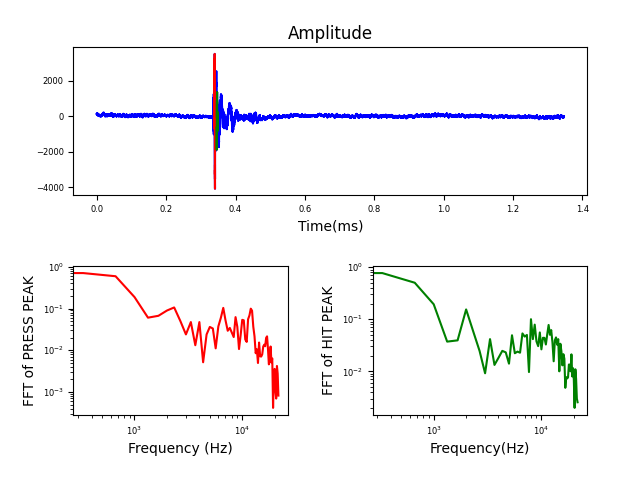 Amplitude
2000
0
−2000
−4000
0.0 0.2 0.4 0.6 0.8 1.0 1.2 1.4
Time(ms)
FFT of PRESS PEAK
10⁰
10⁻¹
10⁻²
10⁻³
10³ 10⁴
Frequency (Hz)
FFT of HIT PEAK
10⁰
10⁻¹
10⁻²
10³ 10⁴
Frequency(Hz)